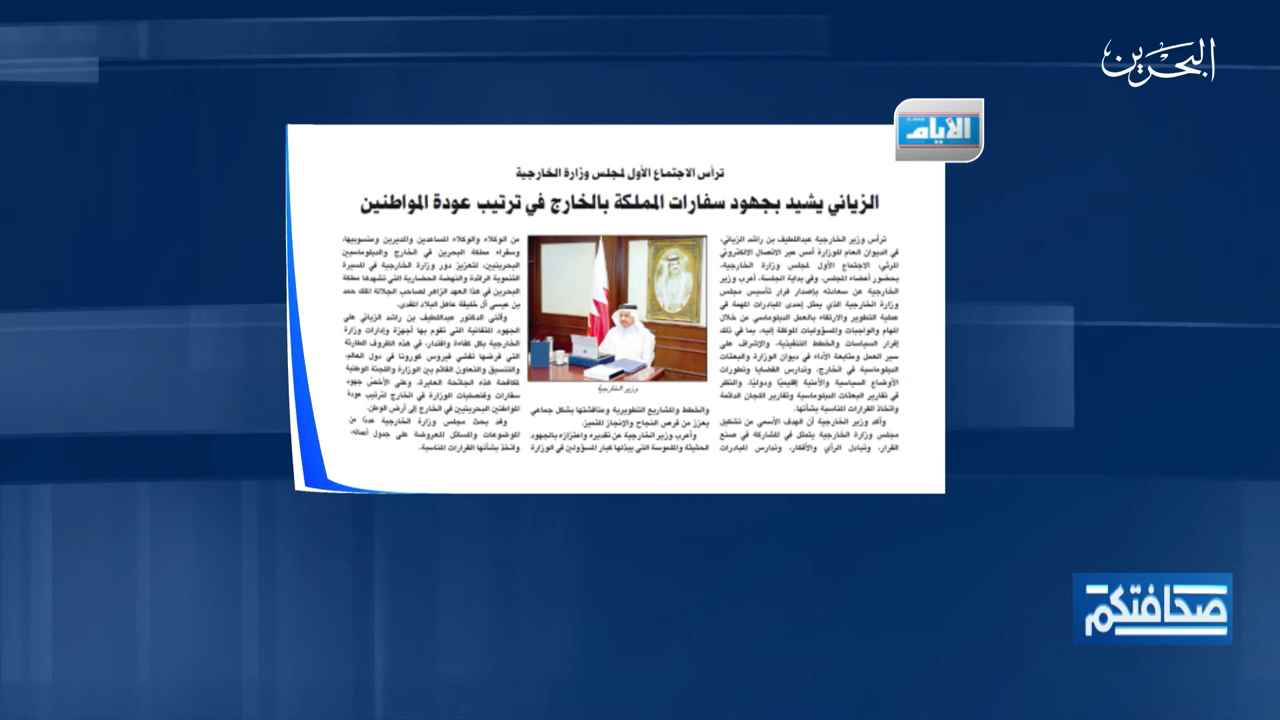 البحرين
الأيام
ترأس الاجتماع الأول لمجلس وزارة الخارجية
الزياني يشيد بجهود سفارات المملكة بالخارج في ترتيب عودة المواطنين
ترأس وزير الخارجية عبداللطيف بن راشد الزياني،
في الديوان العام للوزارة أمس عبر الاتصال الالكتروني
المرئي، الاجتماع الأول لمجلس وزارة الخارجية،
بحضور أعضاء المجلس. وفي بداية الجلسة، أعرب وزير
الخارجية عن سعادته بإصدار قرار تأسيس مجلس
وزارة الخارجية الذي يمثل إحدى المبادرات المهمة في
عملية التطوير والارتقاء بالعمل الدبلوماسي من خلال
المهام والواجبات والمسؤوليات الموكلة إليه، بما في ذلك
إقرار السياسات والخطط التنفيذية، والإشراف على
سير العمل ومتابعة الأداء في ديوان الوزارة والبعثات
الدبلوماسية في الخارج، وتدارس القضايا وتطورات
الأوضاع السياسية والأمنية إقليميًا ودوليًا، والنظر
في تقارير البعثات الدبلوماسية وتقارير اللجان الدائمة
واتخاذ القرارات المناسبة بشأنها.
وأكد وزير الخارجية أن الهدف الأسمى من تشكيل
مجلس وزارة الخارجية يتمثل في المشاركة في صنع
القرار، وتبادل الرأي والأفكار، وتدارس المبادرات
وزير الخارجية
والخطط والمشاريع التطويرية ومناقشتها بشكل جماعي
يعزز من فرص النجاح والإنجاز المتميز.
وأعرب وزير الخارجية عن تقديره واعتزازه بالجهود
الحثيثة والملموسة التي يبذلها كبار المسؤولين في الوزارة
من الوكلاء والوكلاء المساعدين والمديرين ومنتسبيها،
وسفراء مملكة البحرين في الخارج والدبلوماسيين
البحرينيين، لتعزيز دور وزارة الخارجية في المسيرة
التنموية الرائدة والنهضة الحضارية التي تشهدها مملكة
البحرين في هذا العهد الزاهر لصاحب الجلالة الملك حمد
بن عيسى آل خليفة عاهل البلاد المفدى.
وأثنى الدكتور عبداللطيف بن راشد الزياني على
الجهود المتفانية التي تقوم بها أجهزة وإدارات وزارة
الخارجية بكل كفاءة واقتدار، في هذه الظروف الطارئة
التي فرضها تفشي فيروس كورونا في دول العالم،
والتنسيق والتعاون القائم بين الوزارة واللجنة الوطنية
لمكافحة هذه الجائحة العابرة، وعلى الأخص جهود
سفارات وقنصليات الوزارة في الخارج لترتيب عودة
المواطنين البحرينيين في الخارج إلى أرض الوطن.
وقد بحث مجلس وزارة الخارجية عددًا من
الموضوعات والمسائل المعروضة على جدول أعماله،
واتخذ بشأنها القرارات المناسبة.
صحافتكم